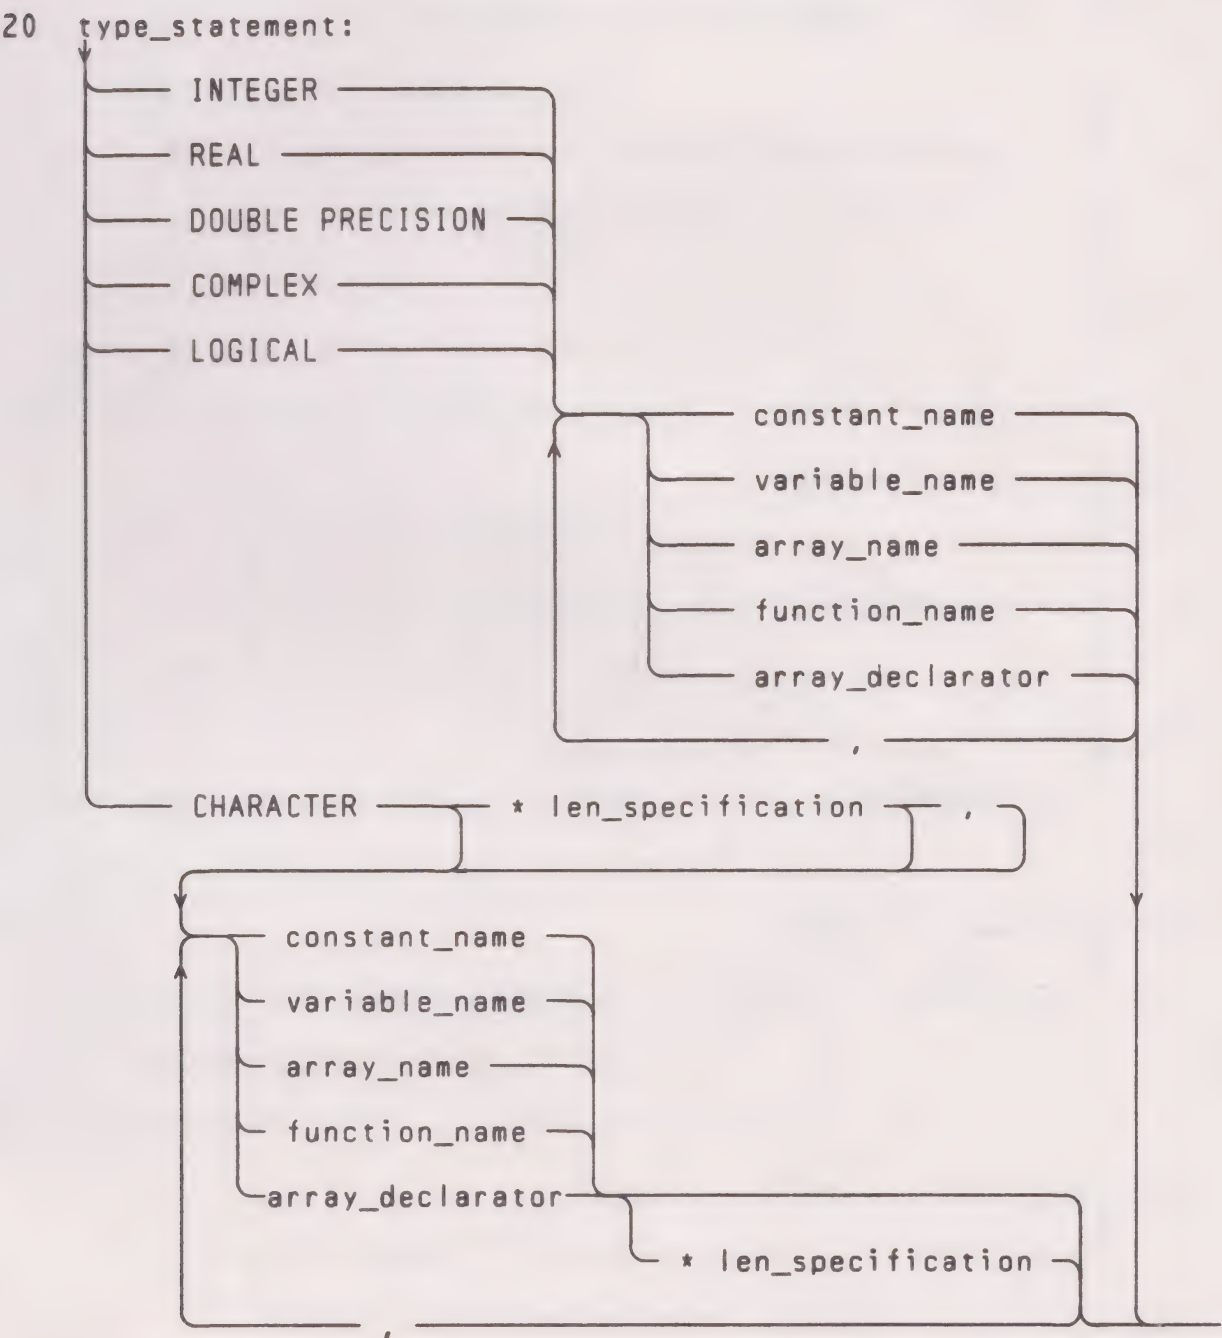 20 type_statement:
INTEGER
REAL
DOUBLE PRECISION
COMPLEX
LOGICAL
constant_name
variable_name
array_name
function_name
array_declarator
,
CHARACTER * len_specification ,
constant_name
variable_name
array_name
function_name
array_declarator
* len_specification
,